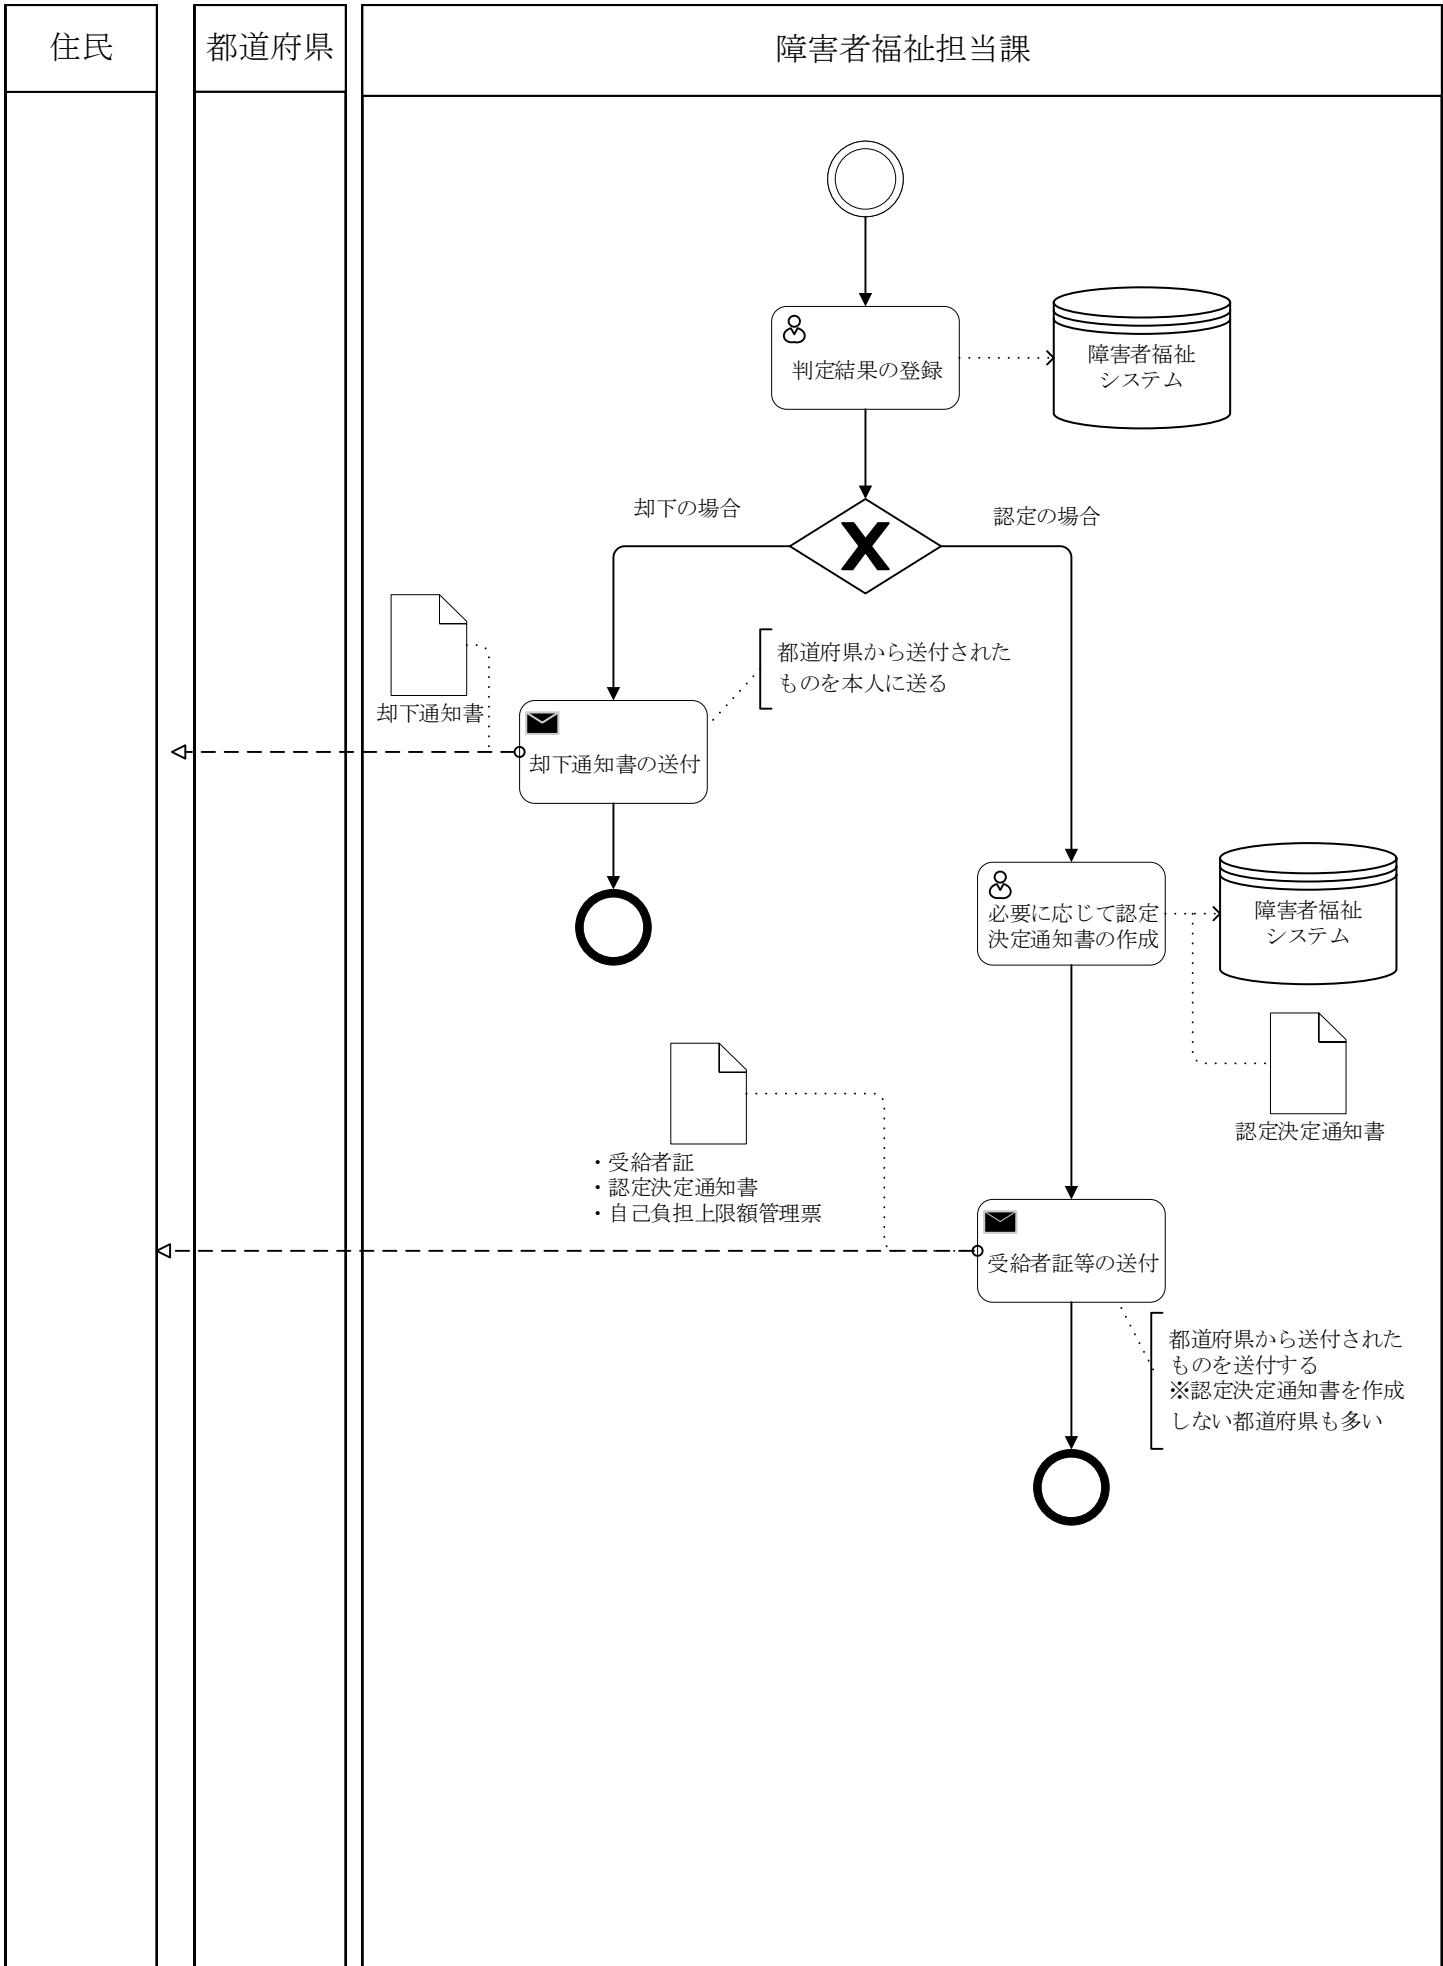 住民
都道府県
障害者福祉担当課
判定結果の登録
障害者福祉
システム
却下の場合
認定の場合
却下通知書
都道府県から送付された
ものを本人に送る
却下通知書の送付
必要に応じて認定
決定通知書の作成
障害者福祉
システム
認定決定通知書
・受給者証
・認定決定通知書
・自己負担上限額管理票
受給者証等の送付
都道府県から送付された
ものを送付する
※認定決定通知書を作成
しない都道府県も多い